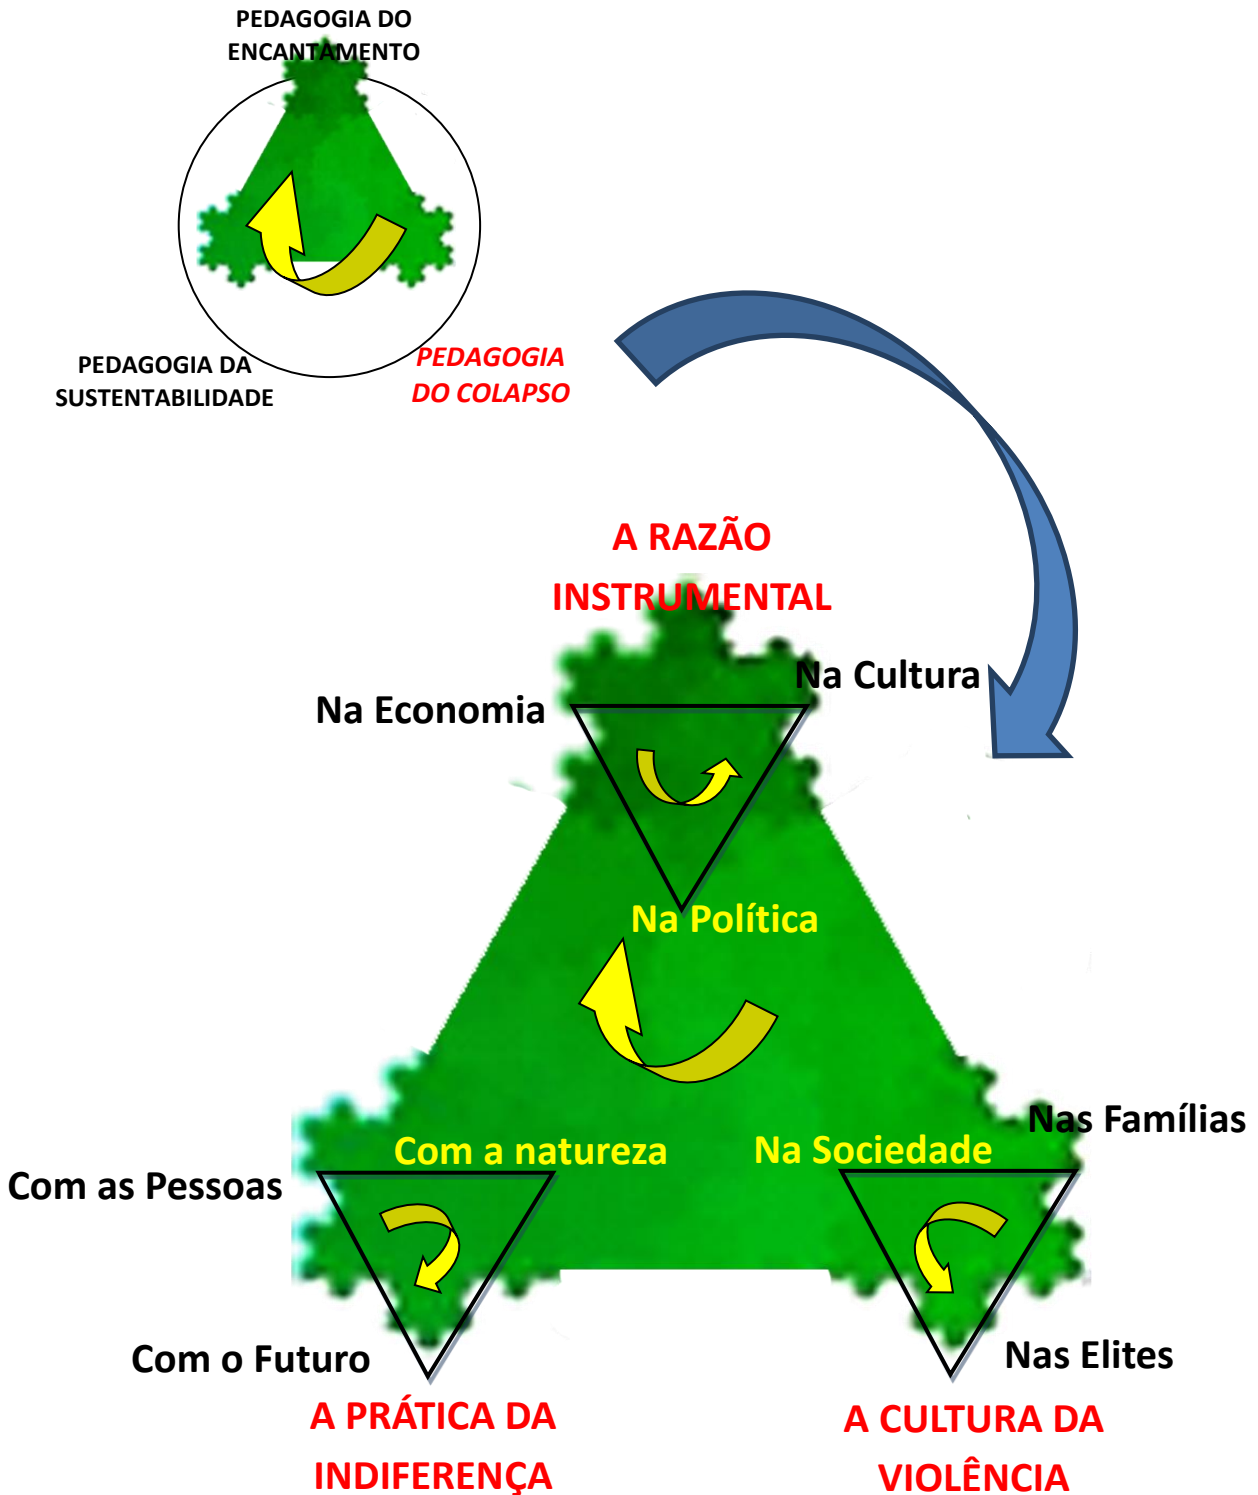 PEDAGOGIA DO
ENCANTAMENTO
PEDAGOGIA DA
SUSTENTABILIDADE
PEDAGOGIA
DO COLAPSO
A RAZÃO
INSTRUMENTAL
Na Economia
Na Cultura
Na Política
Com as Pessoas
Com a natureza
Com o Futuro
A PRÁTICA DA
INDIFERENÇA
Na Sociedade
Nas Famílias
Nas Elites
A CULTURA DA
VIOLÊNCIA